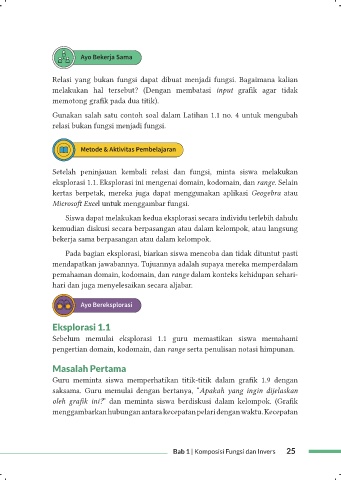 Ayo Bekerja Sama
Relasi yang bukan fungsi dapat dibuat menjadi fungsi. Bagaimana kalian
melakukan hal tersebut? (Dengan membatasi input grafik agar tidak
memotong grafik pada dua titik).
Gunakan salah satu contoh soal dalam Latihan 1.1 no. 4 untuk mengubah
relasi bukan fungsi menjadi fungsi.
Metode & Aktivitas Pembelajaran
Setelah peninjauan kembali relasi dan fungsi, minta siswa melakukan
eksplorasi 1.1. Eksplorasi ini mengenai domain, kodomain, dan range. Selain
kertas berpetak, mereka juga dapat menggunakan aplikasi Geogebra atau
Microsoft Excel untuk menggambar fungsi.
Siswa dapat melakukan kedua eksplorasi secara individu terlebih dahulu
kemudian diskusi secara berpasangan atau dalam kelompok, atau langsung
bekerja sama berpasangan atau dalam kelompok.
Pada bagian eksplorasi, biarkan siswa mencoba dan tidak dituntut pasti
mendapatkan jawabannya. Tujuannya adalah supaya mereka memperdalam
pemahaman domain, kodomain, dan range dalam konteks kehidupan sehari-
hari dan juga menyelesaikan secara aljabar.
Ayo Bereksplorasi
Eksplorasi 1.1
Sebelum memulai eksplorasi 1.1 guru memastikan siswa memahami
pengertian domain, kodomain, dan range serta penulisan notasi himpunan.
Masalah Pertama
Guru meminta siswa memperhatikan titik-titik dalam grafik 1.9 dengan
saksama. Guru memulai dengan bertanya, "Apakah yang ingin dijelaskan
oleh grafik ini?" dan meminta siswa berdiskusi dalam kelompok. (Grafik
menggambarkan hubungan antara kecepatan pelari dengan waktu. Kecepatan
Bab 1 | Komposisi Fungsi dan Invers 25